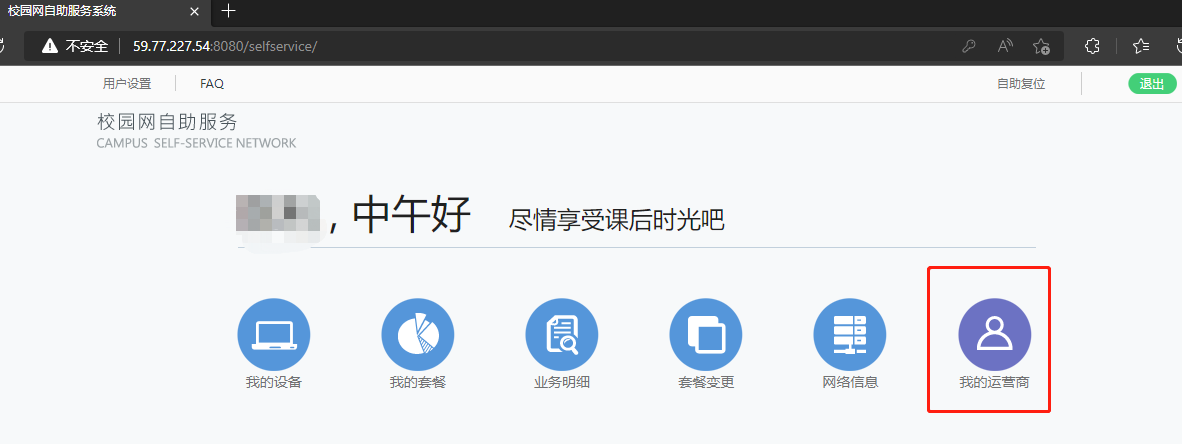 校园网自助服务系统
不安全 59.77.227.54:8080/selfservice/
用户设置 FAQ 自助复位 退出
校园网自助服务
CAMPUS SELF-SERVICE NETWORK
, 中午好 尽情享受课后时光吧
我的设备 我的套餐 业务明细 套餐变更 网络信息 我的运营商